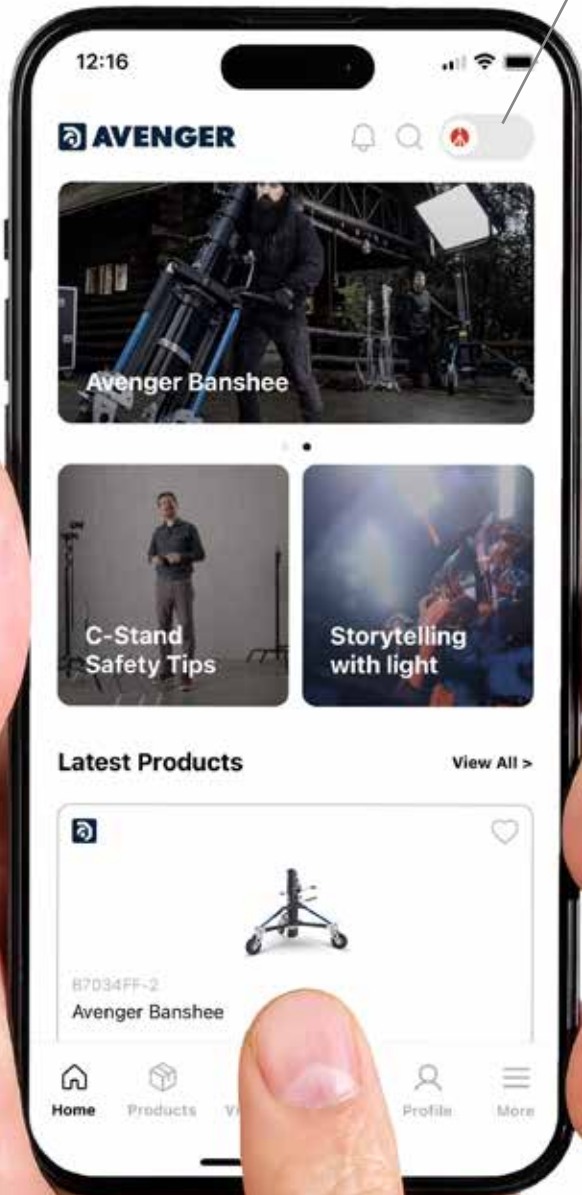 12:16
AVENGER
Avenger Banshee
C-Stand
Safety Tips
Storytelling
with light
Latest Products
View All >
B7034FF-2
Avenger Banshee
Home
Products
Profile
More